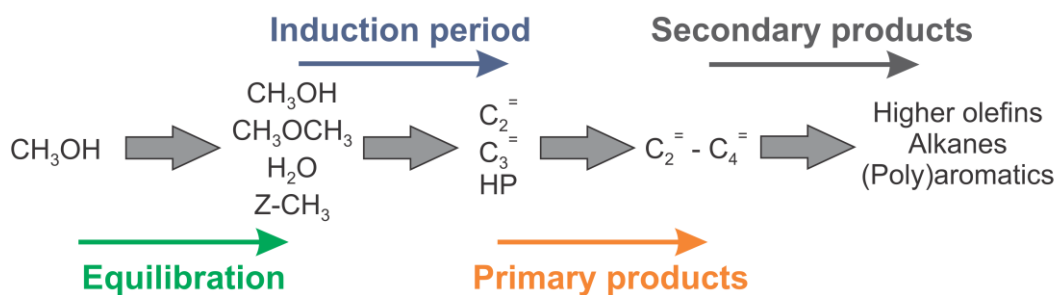 Induction period
Secondary products
CH₃OH
CH₃OH
CH₃OCH₃
H₂O
Z-CH₃
C₂⁼
C₃⁼
HP
C₂⁼ - C₄⁼
Higher olefins
Alkanes
(Poly)aromatics
Equilibration
Primary products